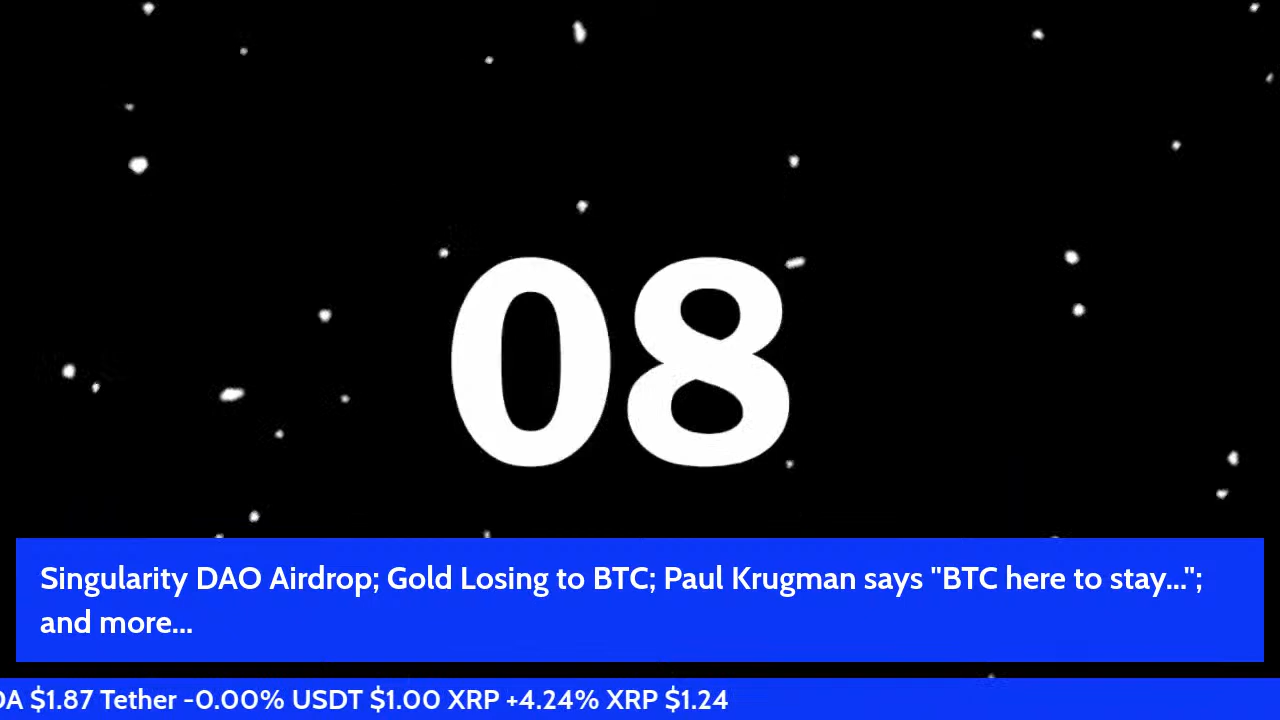 08
Singularity DAO Airdrop; Gold Losing to BTC; Paul Krugman says "BTC here to stay...";
and more...
DA $1.87 Tether -0.00% USDT $1.00 XRP +4.24% XRP $1.24